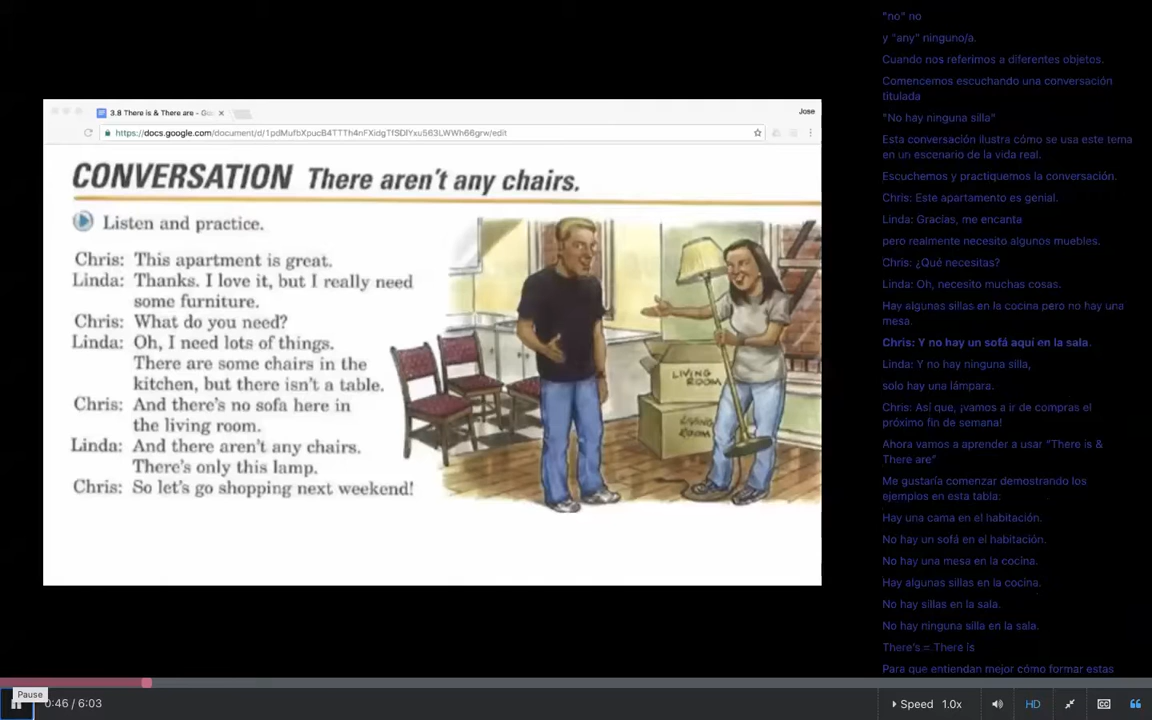 "no" no
y "any" ninguno/a.
Cuando nos referimos a diferentes objetos.
Comencemos escuchando una conversación
titulada
"No hay ninguna silla"
Esta conversación ilustra cómo se usa este tema
en un escenario de la vida real.
Escuchemos y practiquemos la conversación.
Chris: Este apartamento es genial.
Linda: Gracias, me encanta
pero realmente necesito algunos muebles.
Chris: ¿Qué necesitas?
Linda: Oh, necesito muchas cosas.
Hay algunas sillas en la cocina pero no hay una
mesa.
Chris: Y no hay un sofá aquí en la sala.
Linda: Y no hay ninguna silla,
solo hay una lámpara.
Chris: Así que, ¡vamos a ir de compras el
próximo fin de semana!
Ahora vamos a aprender a usar "There is &
There are"
Me gustaría comenzar demostrando los
ejemplos en esta tabla:
Hay una cama en el habitación.
No hay un sofá en el habitación.
No hay una mesa en la cocina.
Hay algunas sillas en la cocina.
No hay sillas en la sala.
No hay ninguna silla en la sala.
There's = There is
Para que entiendan mejor cómo formar estas
3.8 There is & There are - Goo
Jose
CONVERSATION There aren't any chairs.
Listen and practice.
Chris: This apartment is great.
Linda: Thanks. I love it, but I really need
some furniture.
Chris: What do you need?
Linda: Oh, I need lots of things.
There are some chairs in the
kitchen, but there isn't a table.
Chris: And there's no sofa here in
the living room.
Linda: And there aren't any chairs.
There's only this lamp.
Chris: So let's go shopping next weekend!
LIVING
ROOM
LIVING
ROOM
Pause
0:46 / 6:03
Speed 1.0x
HD
CC